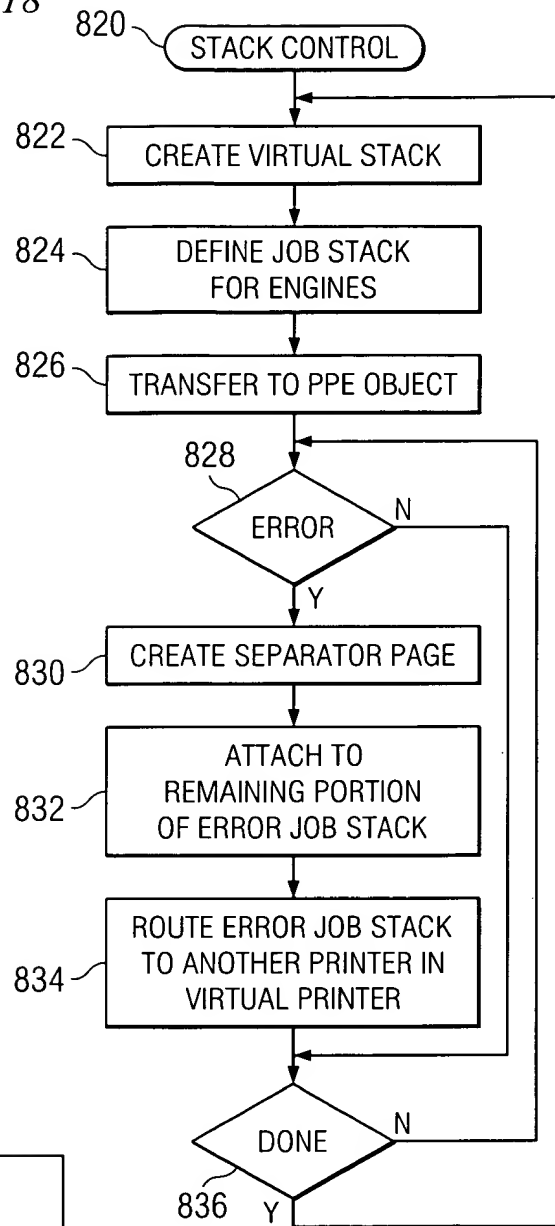 18
820
STACK CONTROL
822
CREATE VIRTUAL STACK
824
DEFINE JOB STACK
FOR ENGINES
826
TRANSFER TO PPE OBJECT
828
ERROR
N
Y
830
CREATE SEPARATOR PAGE
832
ATTACH TO
REMAINING PORTION
OF ERROR JOB STACK
834
ROUTE ERROR JOB STACK
TO ANOTHER PRINTER IN
VIRTUAL PRINTER
DONE
N
836
Y